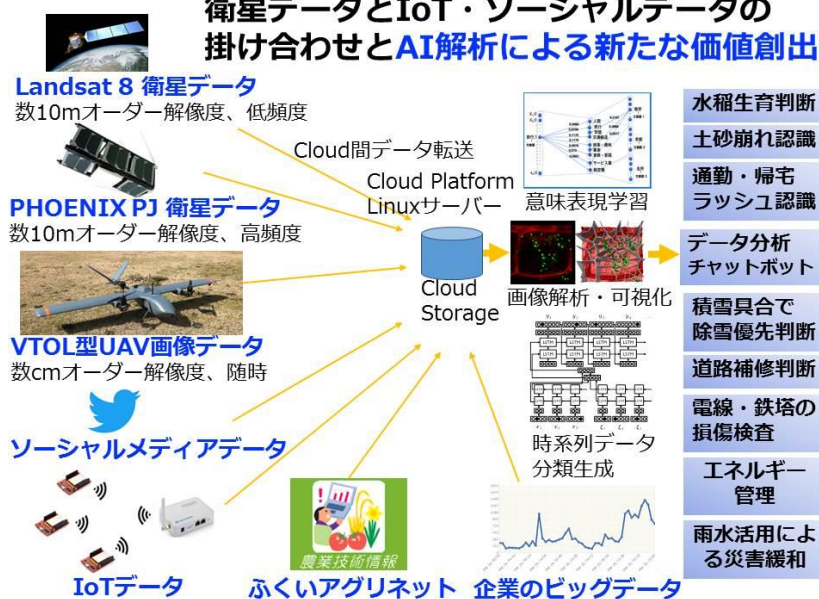 衛星データとIoT・ソーシャルデータの
掛け合わせとAI解析による新たな価値創出
Landsat 8 衛星データ
数10mオーダー解像度、低頻度
PHOENIX PJ 衛星データ
数10mオーダー解像度、高頻度
VTOL型UAV画像データ
数cmオーダー解像度、随時
ソーシャルメディアデータ
IoTデータ
農業技術情報
ふくいアグリネット
企業のビッグデータ
Cloud間データ転送
Cloud Platform
Linuxサーバー
Cloud
Storage
意味表現学習
画像解析・可視化
LSTM LSTM LSTM LSTM
LSTM LSTM LSTM LSTM
時系列データ
分類生成
水稲生育判断
土砂崩れ認識
通勤・帰宅
ラッシュ認識
データ分析
チャットボット
積雪具合で
除雪優先判断
道路補修判断
電線・鉄塔の
損傷検査
エネルギー
管理
雨水活用によ
る災害緩和